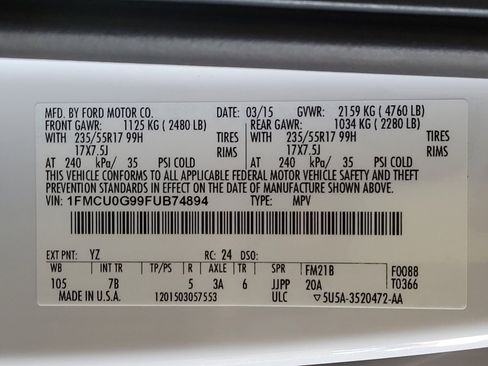 MFD. BY FORD MOTOR CO. DATE: 03/15 GVWR: 2159 KG (4760 LB)
FRONT GAWR: 1125 KG (2480 LB) REAR GAWR: 1034 KG (2280 LB)
WITH 235/55R17 99H TIRES WITH 235/55R17 99H TIRES
17X7.5J RIMS 17X7.5J RIMS
AT 240 kPa/ 35 PSI COLD AT 240 kPa/ 35 PSI COLD
THIS VEHICLE CONFORMS TO ALL APPLICABLE FEDERAL MOTOR VEHICLE SAFETY AND THEFT PREVENTION
STANDARDS IN EFFECT ON THE DATE OF MANUFACTURE SHOWN ABOVE.
VIN: 1FMCU0G99FUB74894 TYPE: MPV
EXT PNT: YZ RC: 24 DSO:
WB INT TR TP/PS R AXLE TR SPR FM21B F0088
105 7B 5 3A 6 JJPP 20A T0366
MADE IN U.S.A. 1201503057553 ULC ▽5U5A-3520472-AA